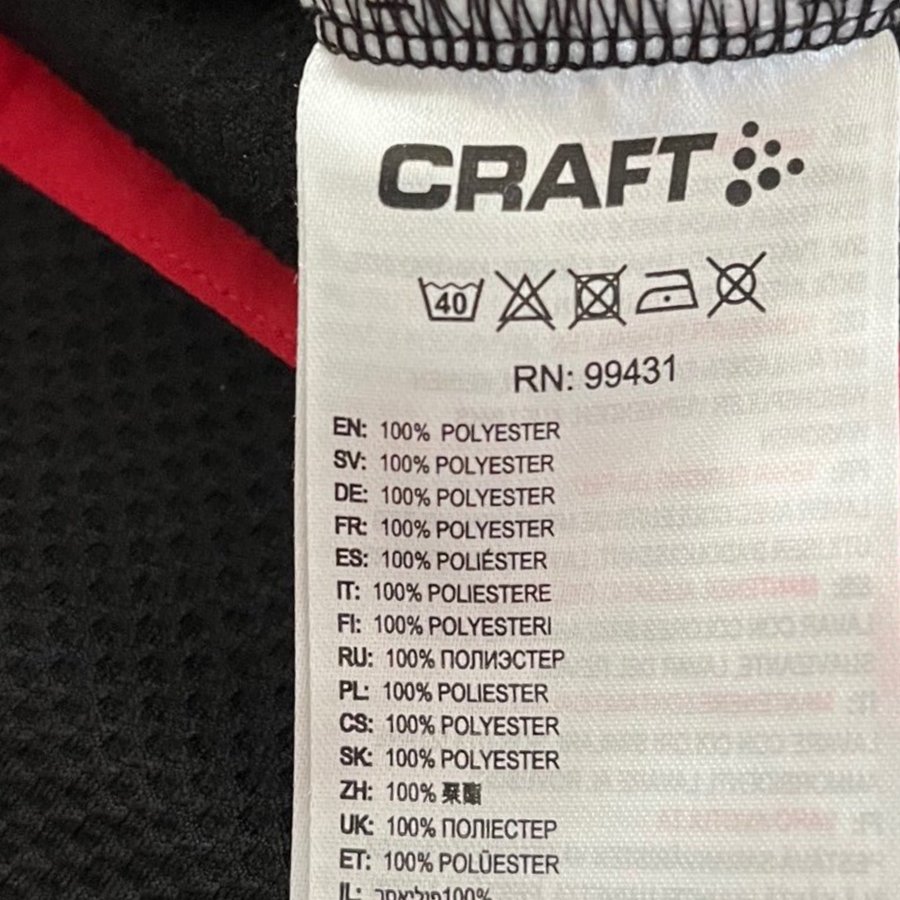 CRAFT
40
RN: 99431
EN: 100% POLYESTER
SV: 100% POLYESTER
DE: 100% POLYESTER
FR: 100% POLYESTER
ES: 100% POLIÉSTER
IT: 100% POLIESTERE
FI: 100% POLYESTERI
RU: 100% ПОЛИЭСТЕР
PL: 100% POLIESTER
CS: 100% POLYESTER
SK: 100% POLYESTER
ZH: 100% 聚酯
UK: 100% ПОЛІЕСТЕР
ET: 100% POLÜESTER
IL: 100%